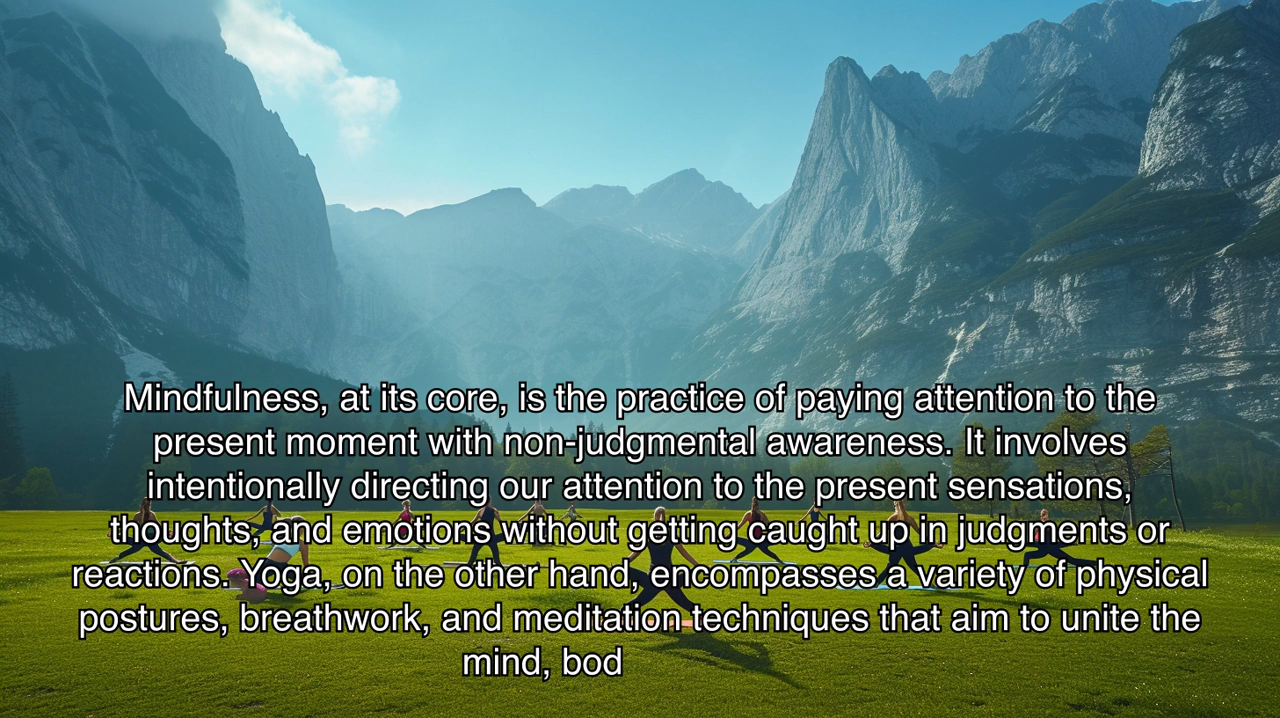 Mindfulness, at its core, is the practice of paying attention to the
present moment with non-judgmental awareness. It involves
intentionally directing our attention to the present sensations,
thoughts, and emotions without getting caught up in judgments or
reactions. Yoga, on the other hand, encompasses a variety of physical
postures, breathwork, and meditation techniques that aim to unite the
mind, bod